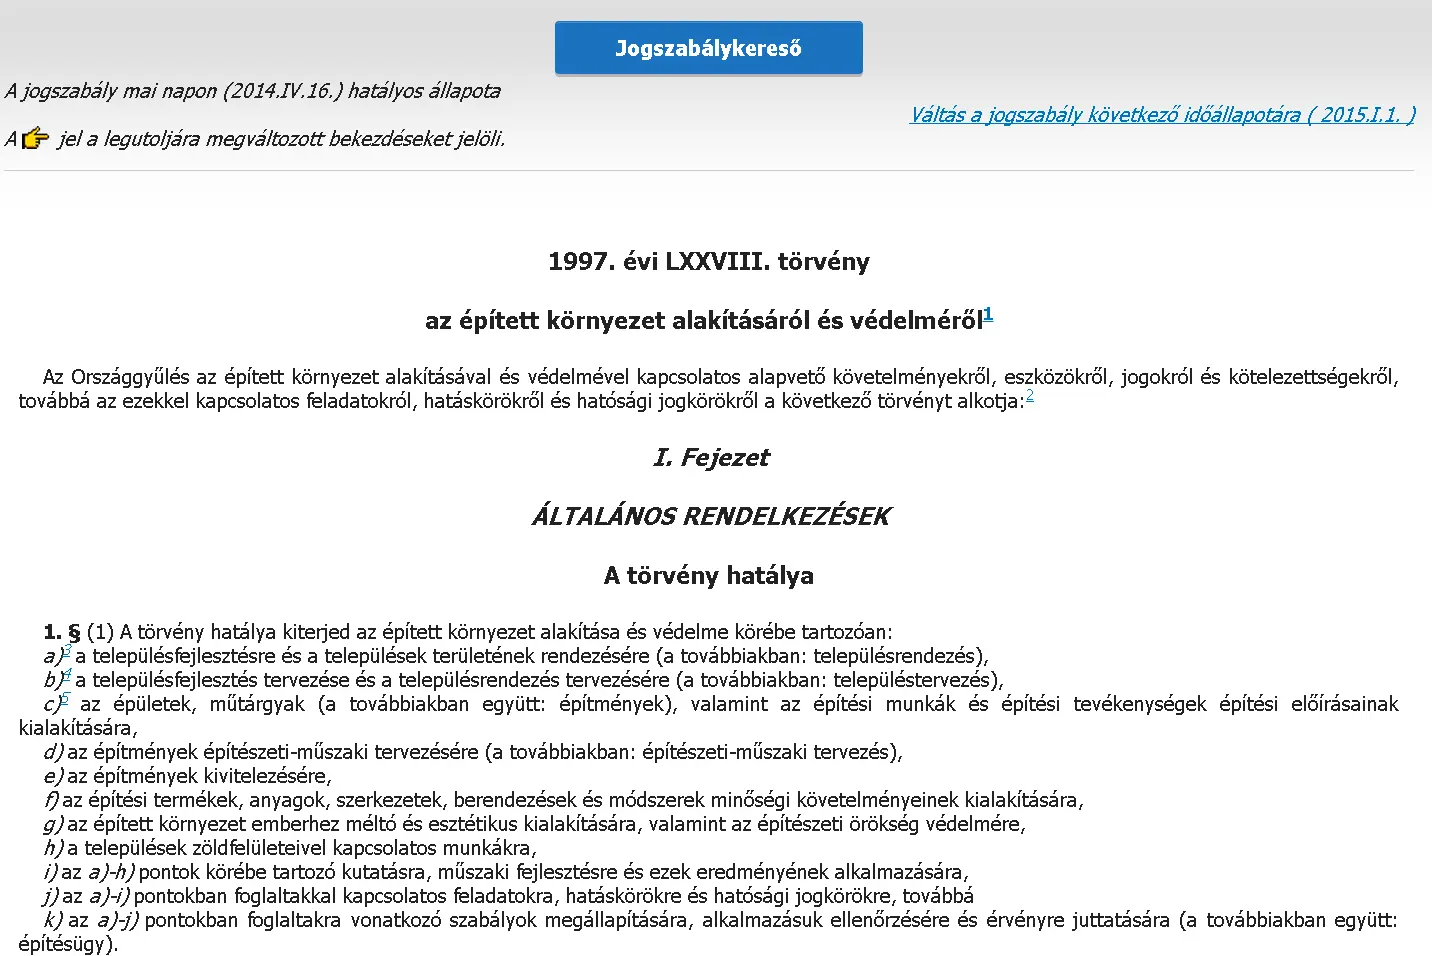 Jogszabálykereső
A jogszabály mai napon (2014.IV.16.) hatályos állapota
Váltás a jogszabály következő időállapotára ( 2015.I.1. )
A jel a legutoljára megváltozott bekezdéseket jelöli.
1997. évi LXXVIII. törvény
az épített környezet alakításáról és védelméről1
Az Országgyűlés az épített környezet alakításával és védelmével kapcsolatos alapvető követelményekről, eszközökről, jogokról és kötelezettségekről,
továbbá az ezekkel kapcsolatos feladatokról, hatáskörökről és hatósági jogkörökről a következő törvényt alkotja:2
I. Fejezet
ÁLTALÁNOS RENDELKEZÉSEK
A törvény hatálya
1. § (1) A törvény hatálya kiterjed az épített környezet alakítása és védelme körébe tartozóan:
a)3 a településfejlesztésre és a települések területének rendezésére (a továbbiakban: településrendezés),
b)4 a településfejlesztés tervezése és a településrendezés tervezésére (a továbbiakban: településtervezés),
c)5 az épületek, műtárgyak (a továbbiakban együtt: építmények), valamint az építési munkák és építési tevékenységek építési előírásainak
kialakítására,
d) az építmények építészeti-műszaki tervezésére (a továbbiakban: építészeti-műszaki tervezés),
e) az építmények kivitelezésére,
f) az építési termékek, anyagok, szerkezetek, berendezések és módszerek minőségi követelményeinek kialakítására,
g) az épített környezet emberhez méltó és esztétikus kialakítására, valamint az építészeti örökség védelmére,
h) a települések zöldfelületeivel kapcsolatos munkákra,
i) az a)-h) pontok körébe tartozó kutatásra, műszaki fejlesztésre és ezek eredményének alkalmazására,
j) az a)-i) pontokban foglaltakkal kapcsolatos feladatokra, hatáskörökre és hatósági jogkörökre, továbbá
k) az a)-j) pontokban foglaltakra vonatkozó szabályok megállapítására, alkalmazásuk ellenőrzésére és érvényre juttatására (a továbbiakban együtt:
építésügy).